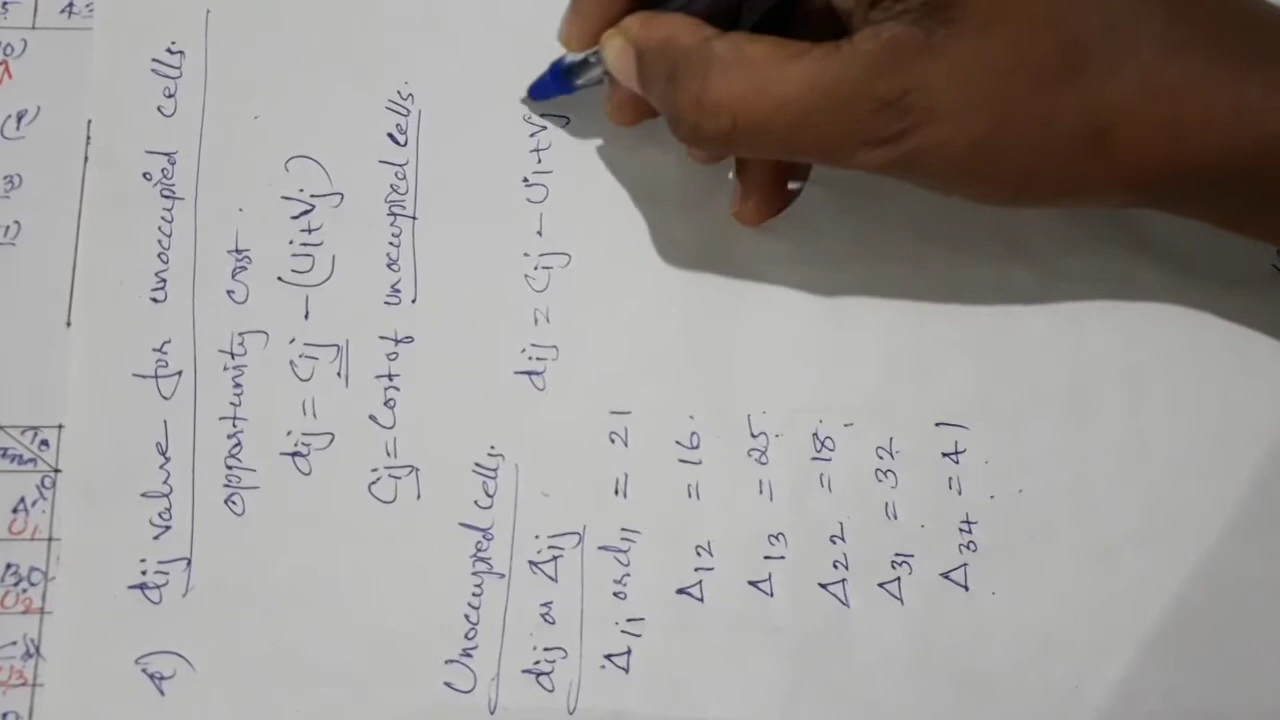 dij value for unoccupied cells.
opportunity cost.
dij = Cij - (Ui+Vj)
Cij = Cost of unoccupied cells.
Unoccupied cells.
dij or Δij dij = Cij - Ui+Vj
Δ11 or d11 = 21
Δ12 = 16.
Δ13 = 25.
Δ22 = 18.
Δ31 = 32
Δ34 = 41